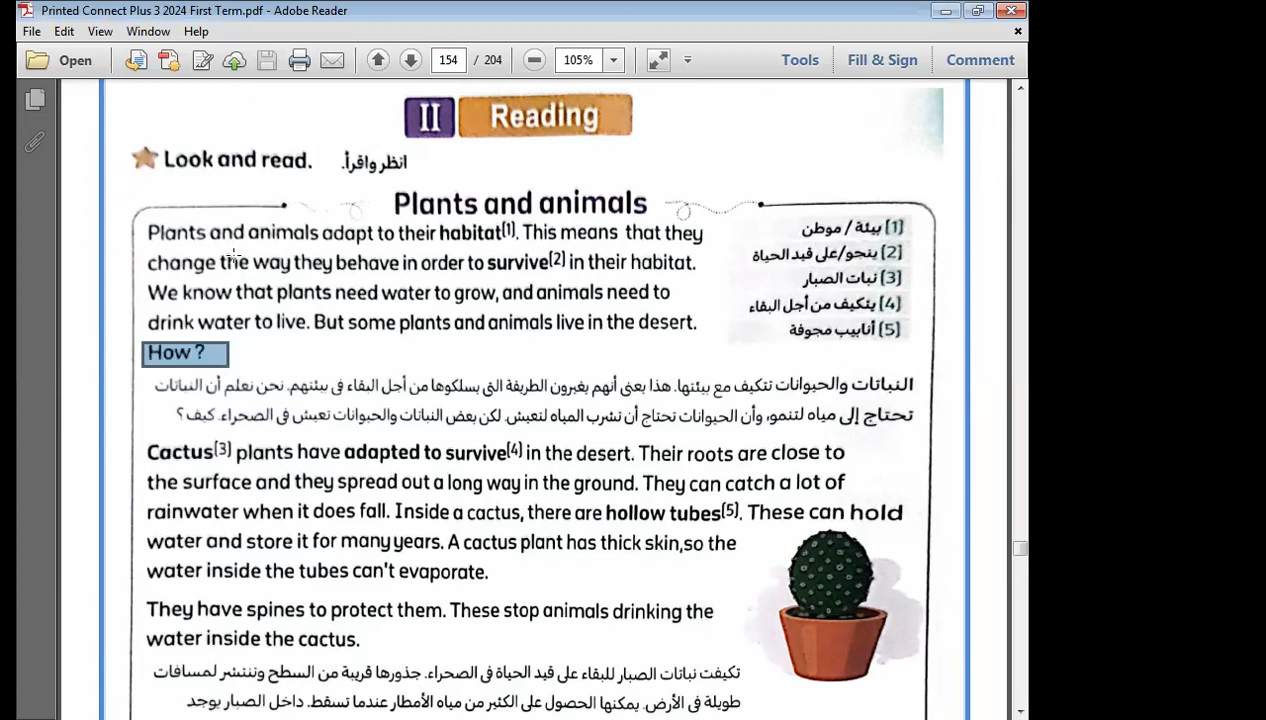 Printed Connect Plus 3 2024 First Term.pdf - Adobe Reader
File Edit View Window Help
Open 154 / 204 105% Tools Fill & Sign Comment
II Reading
Look and read. انظر واقرأ.
Plants and animals
Plants and animals adapt to their habitat[1]. This means that they
change the way they behave in order to survive[2] in their habitat.
We know that plants need water to grow, and animals need to
drink water to live. But some plants and animals live in the desert.
How ?
[1] بيئة / موطن
[2] ينجو/على قيد الحياة
[3] نبات الصبار
[4] يتكيف من أجل البقاء
[5] أنابيب مجوفة
النباتات والحيوانات تتكيف مع بيئتها. هذا يعنى أنهم يغيرون الطريقة التى يسلكوها من أجل البقاء فى بيئتهم. نحن نعلم أن النباتات
تحتاج إلى مياه لتنمو، وأن الحيوانات تحتاج أن تشرب المياه لتعيش. لكن بعض النباتات والحيوانات تعيش فى الصحراء. كيف ؟
Cactus[3] plants have adapted to survive[4] in the desert. Their roots are close to
the surface and they spread out a long way in the ground. They can catch a lot of
rainwater when it does fall. Inside a cactus, there are hollow tubes[5]. These can hold
water and store it for many years. A cactus plant has thick skin,so the
water inside the tubes can't evaporate.
They have spines to protect them. These stop animals drinking the
water inside the cactus.
تكيفت نباتات الصبار للبقاء على قيد الحياة فى الصحراء. جذورها قريبة من السطح وتنتشر لمسافات
طويلة فى الأرض. يمكنها الحصول على الكثير من مياه الأمطار عندما تسقط. داخل الصبار يوجد